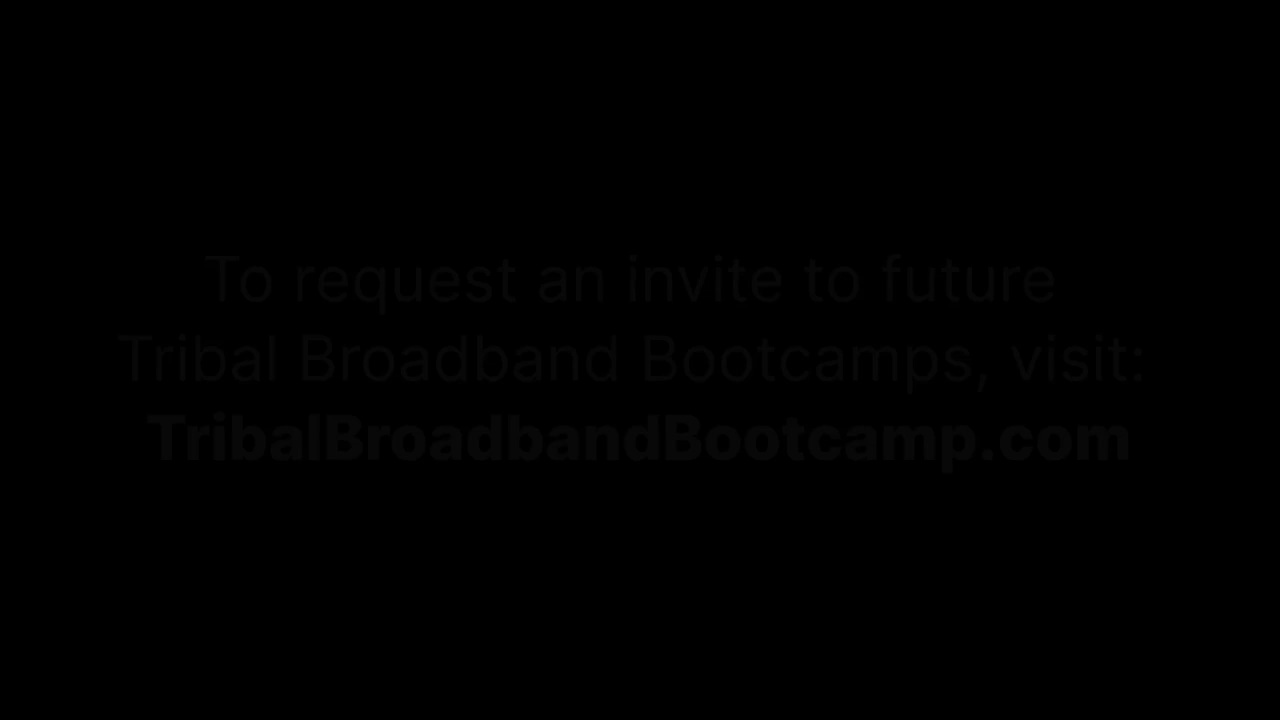 To request an invite to future
Tribal Broadband Bootcamps, visit:
TribalBroadbandBootcamp.com